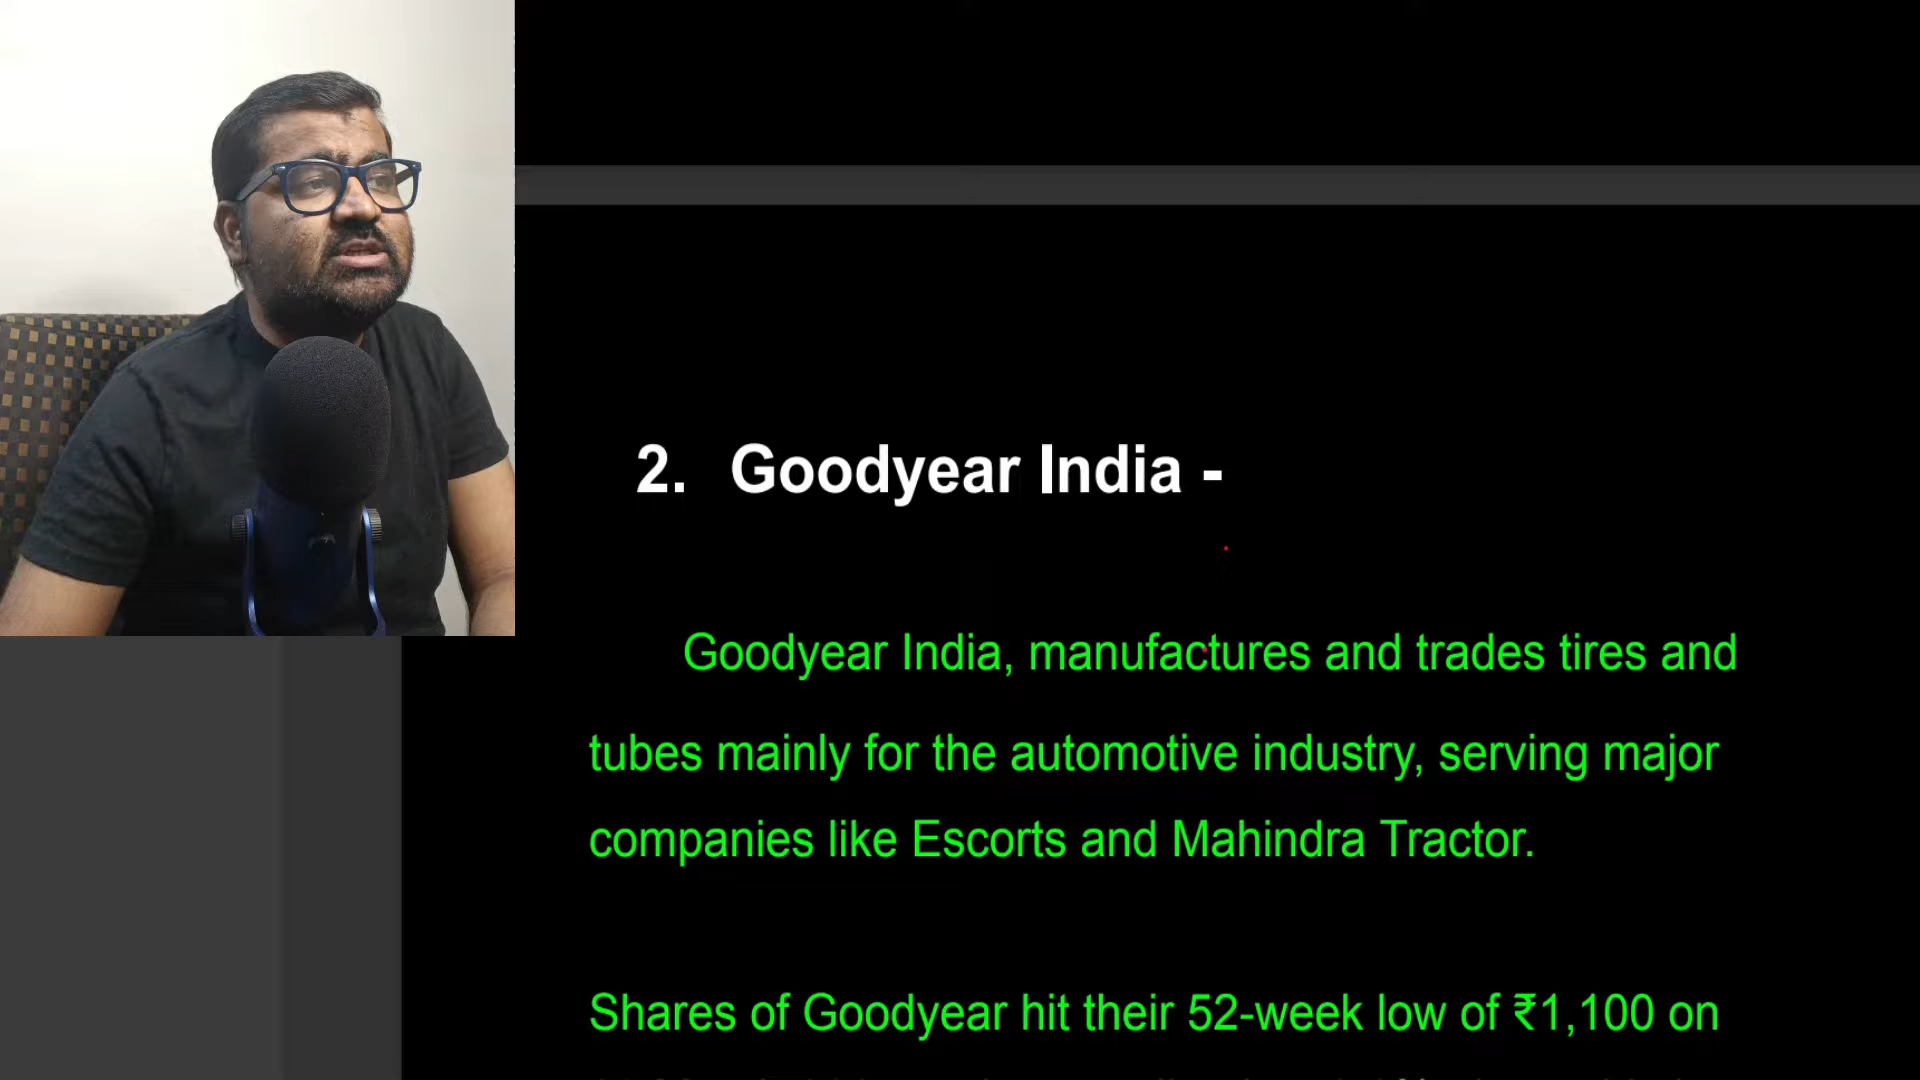 2. Goodyear India -
Goodyear India, manufactures and trades tires and
tubes mainly for the automotive industry, serving major
companies like Escorts and Mahindra Tractor.
Shares of Goodyear hit their 52-week low of ₹1,100 on